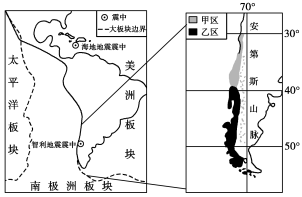 震中
大板块边界
海地地震震中
太平洋板块
美洲板块
智利地震震中
南极洲板块
70°
甲区
乙区
安第斯山脉
30°
40°
50°